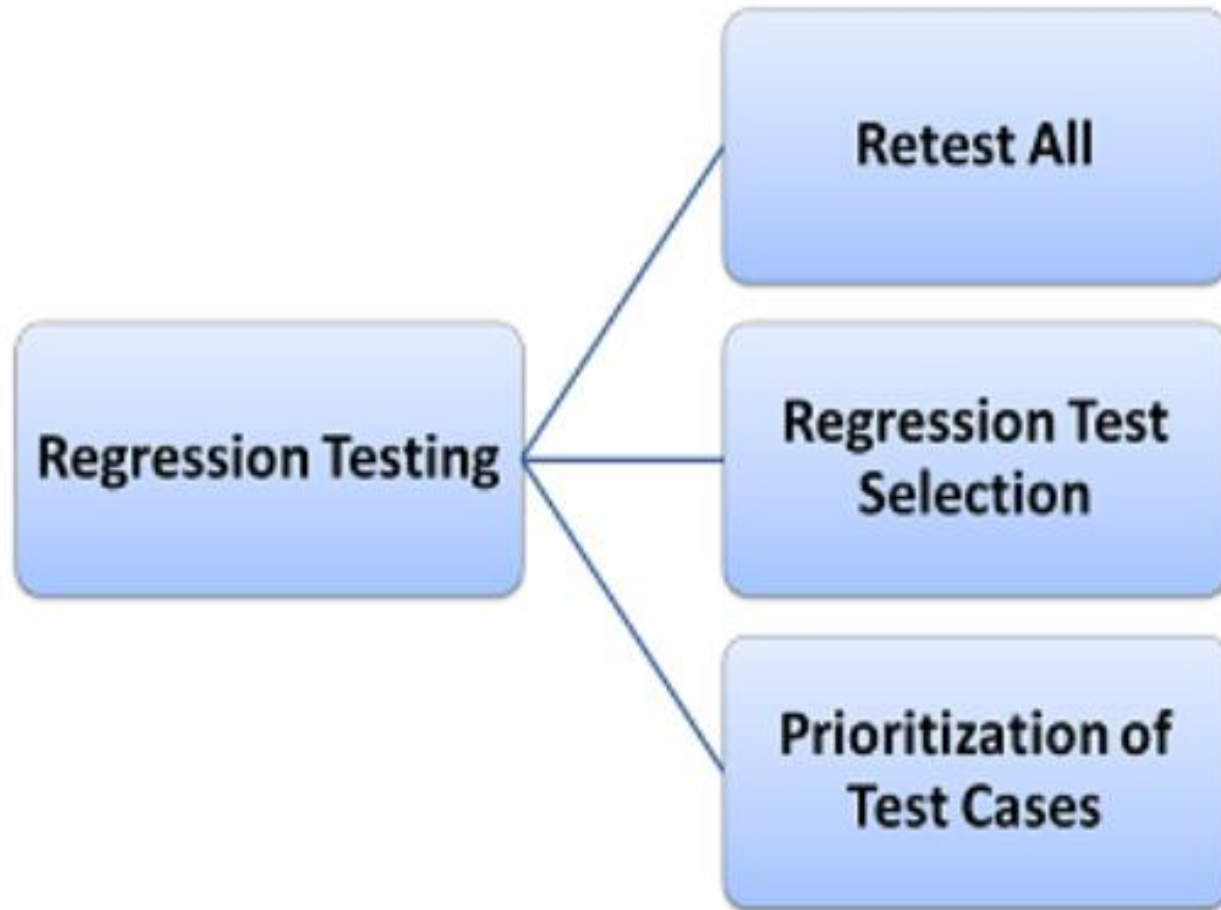 Retest All
Regression Testing
Regression Test
Selection
Prioritization of
Test Cases